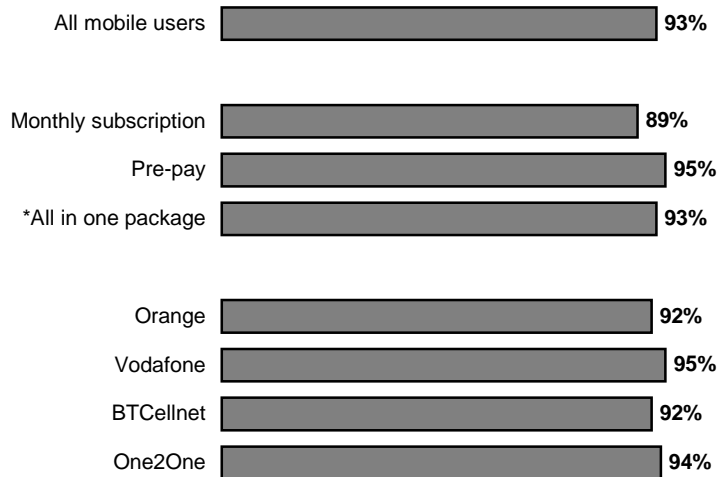 All mobile users 93%
Monthly subscription 89%
Pre-pay 95%
*All in one package 93%
Orange 92%
Vodafone 95%
BTCellnet 92%
One2One 94%